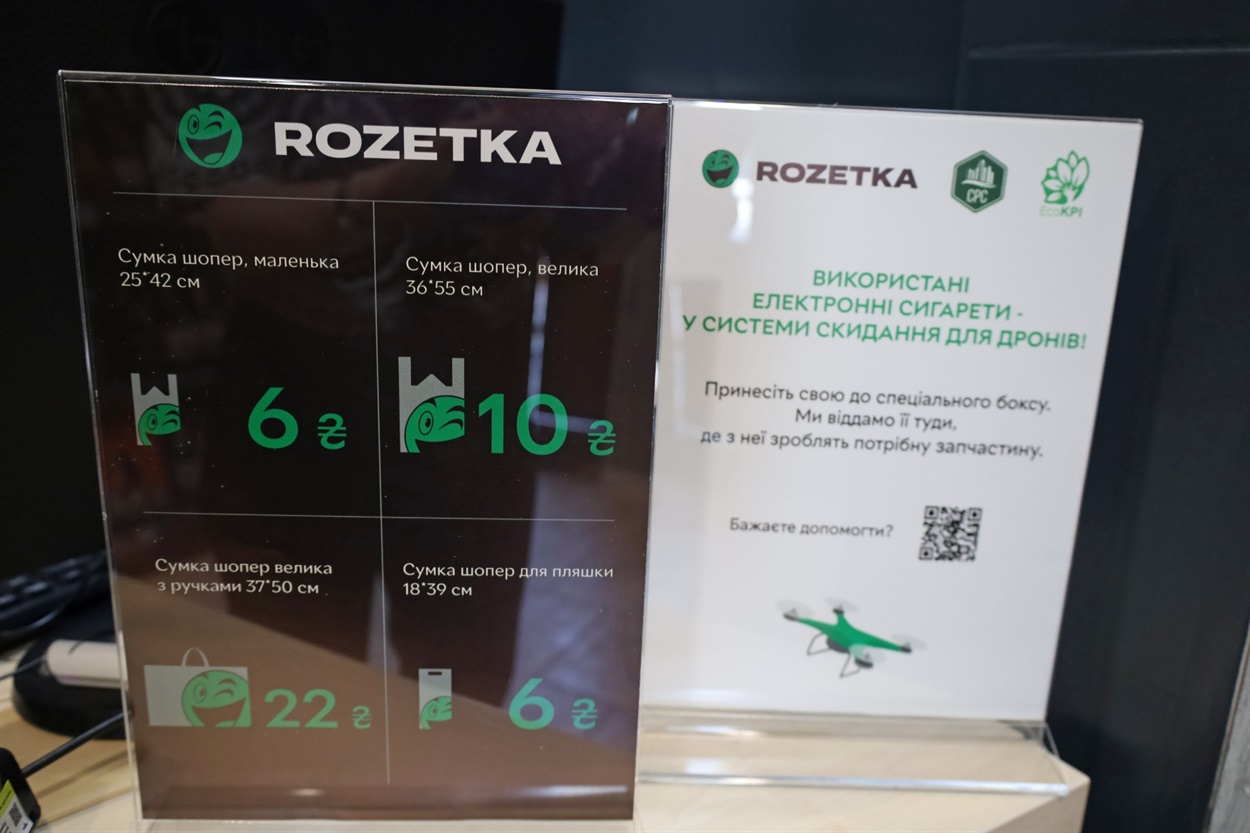 ROZETKA
Сумка шопер, маленька
25*42 см
6 ₴
Сумка шопер, велика
36*55 см
10 ₴
Сумка шопер велика
з ручками 37*50 см
22 ₴
Сумка шопер для пляшки
18*39 см
6 ₴
ROZETKA
CPC
EcoKPI
ВИКОРИСТАНІ
ЕЛЕКТРОННІ СИГАРЕТИ -
У СИСТЕМИ СКИДАННЯ ДЛЯ ДРОНІВ!
Принесіть свою до спеціального боксу.
Ми віддамо її туди,
де з неї зроблять потрібну запчастину.
Бажаєте допомогти?